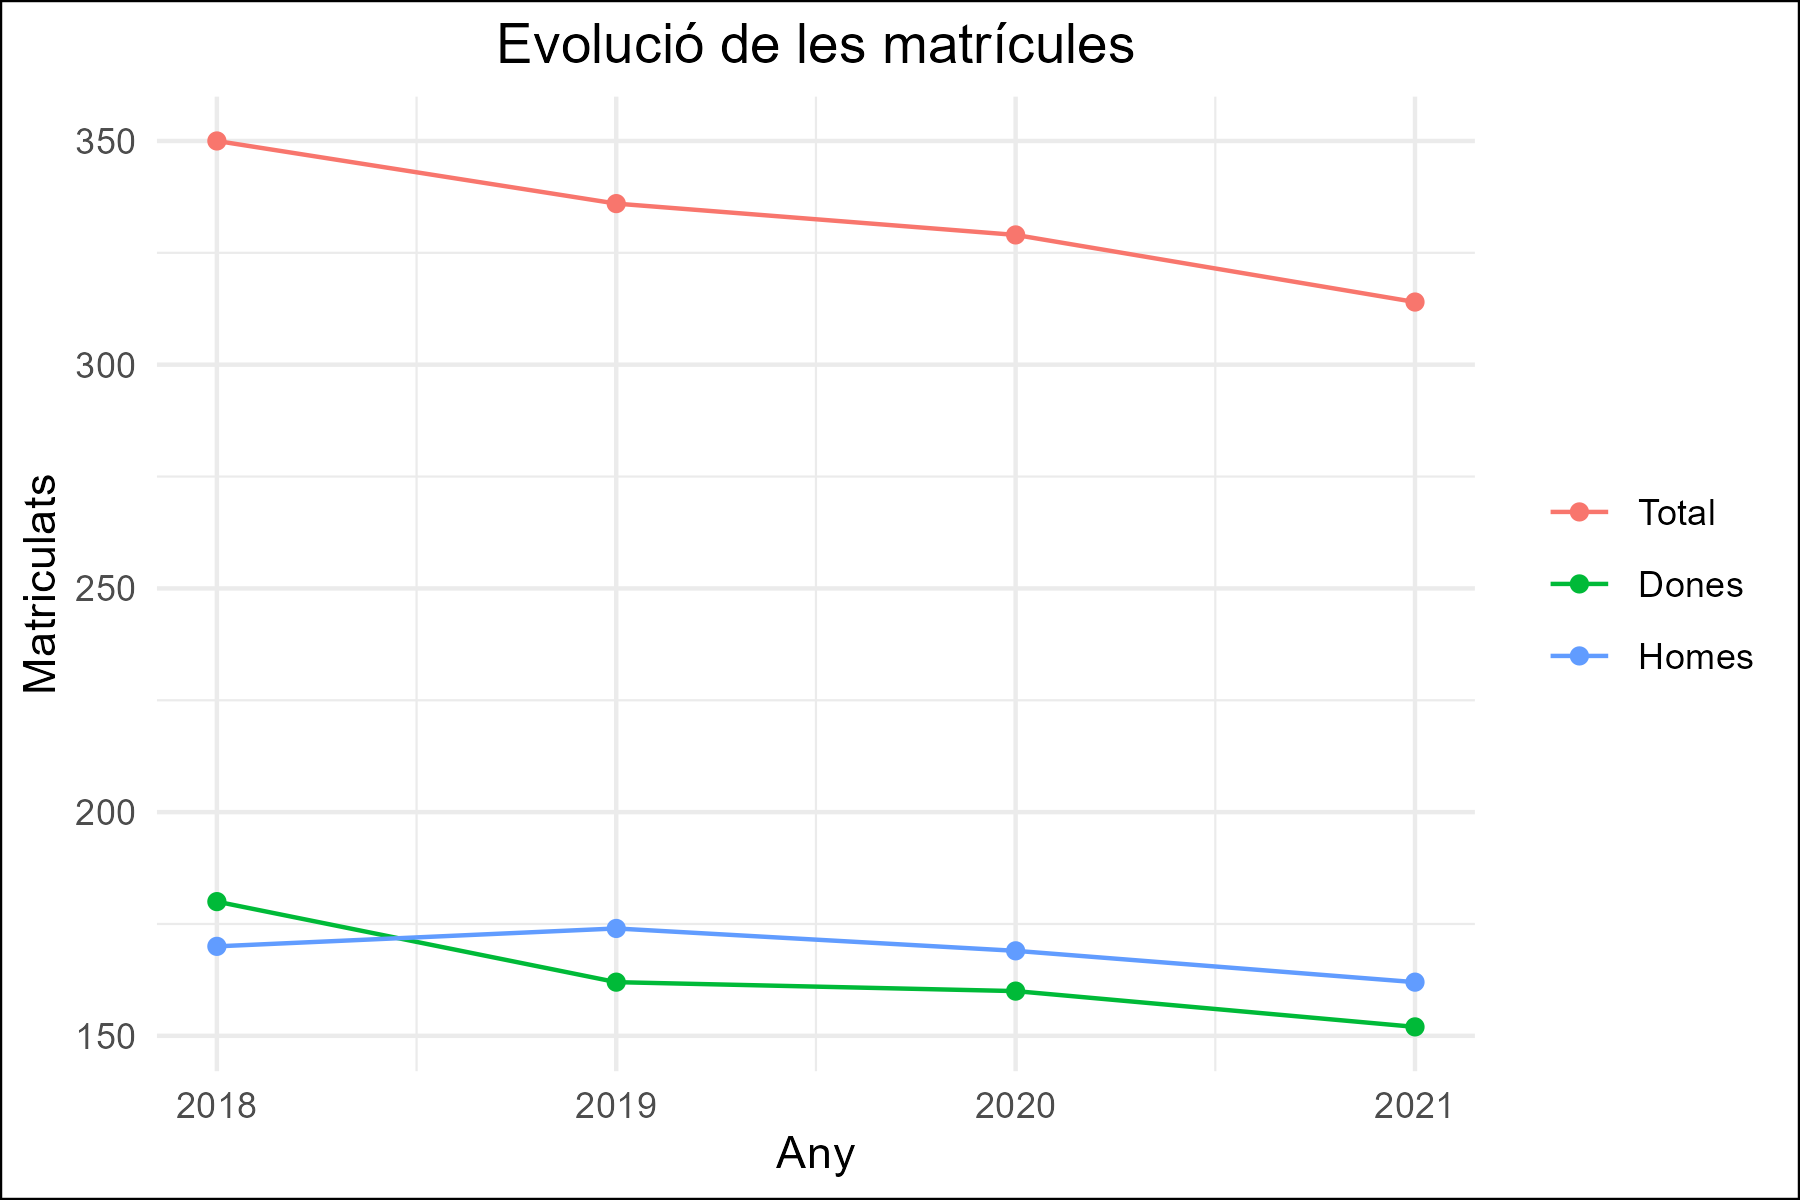 Evolució de les matrícules
350
300
250
200
150
Matriculats
2018
2019
2020
2021
Any
Total
Dones
Homes